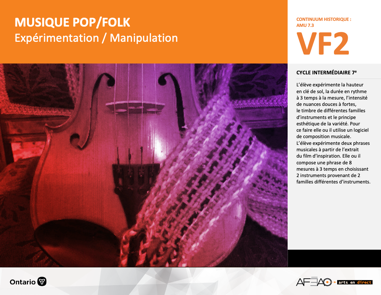 MUSIQUE POP/FOLK
Expérimentation / Manipulation
CONTINUUM HISTORIQUE :
AMU 7.3
VF2
CYCLE INTERMÉDIAIRE 7ᵉ
L'élève expérimente la hauteur
en clé de sol, la durée en rythme
à 3 temps à la mesure, l'intensité
de nuances douces à fortes,
le timbre de différentes familles
d'instruments et le principe
esthétique de la variété. Pour
ce faire elle ou il utilise un logiciel
de composition musicale.
L'élève expérimente deux phrases
musicales à partir de l'extrait
du film d'inspiration. Elle ou il
compose une phrase de 8
mesures à 3 temps en choisissant
2 instruments provenant de 2
familles différentes d'instruments.
Ontario
AFÉAO arts en direct